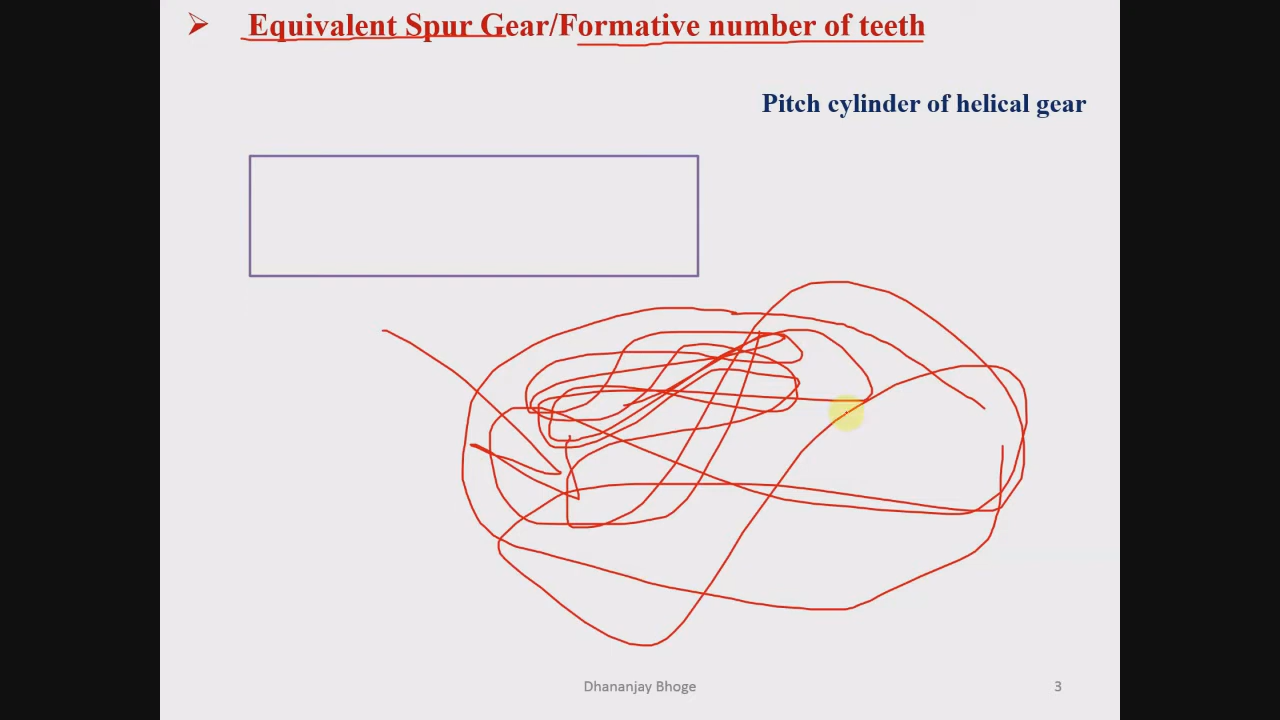 Equivalent Spur Gear/Formative number of teeth
Pitch cylinder of helical gear
Dhananjay Bhoge
3